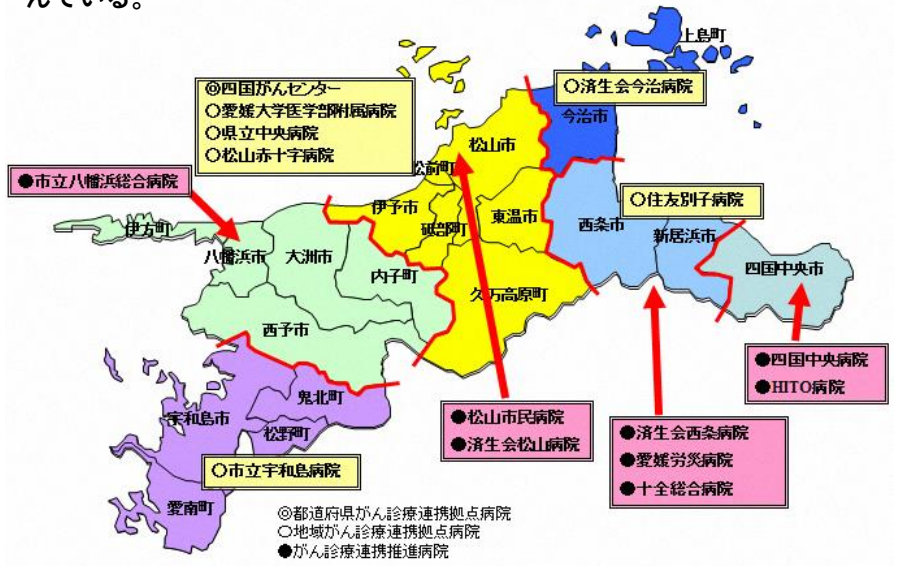 んでいる。
上島町
◎四国がんセンター
○愛媛大学医学部附属病院
○県立中央病院
○松山赤十字病院
○済生会今治病院
今治市
松山市
松前町
●市立八幡浜総合病院
伊予市
砥部町
東温市
○住友別子病院
西条市
新居浜市
伊方町
八幡浜市
大洲市
内子町
四国中央市
久万高原町
西予市
●四国中央病院
●HITO病院
鬼北町
宇和島市
松野町
●松山市民病院
●済生会松山病院
●済生会西条病院
●愛媛労災病院
●十全総合病院
○市立宇和島病院
愛南町
◎都道府県がん診療連携拠点病院
○地域がん診療連携拠点病院
●がん診療連携推進病院